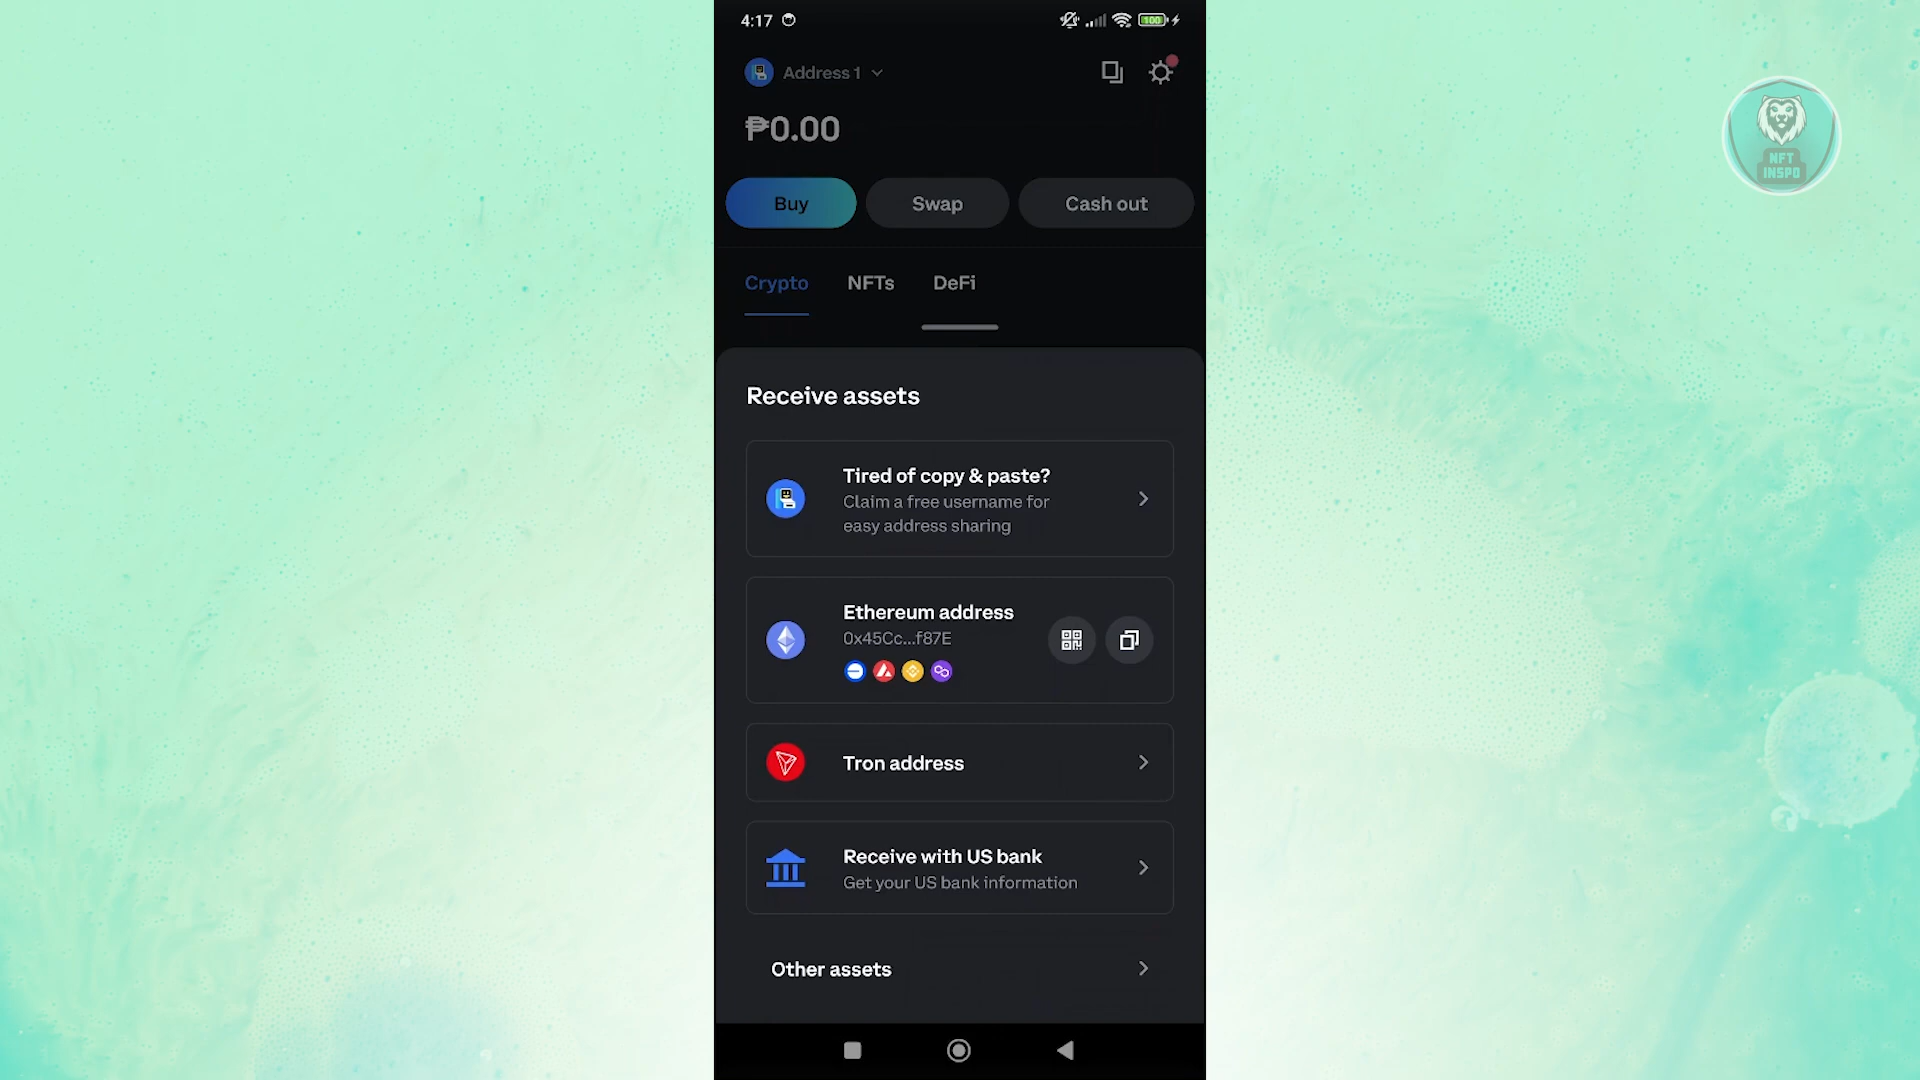 4:17
100
Address 1
₱0.00
Buy
Swap
Cash out
Crypto
NFTs
DeFi
Receive assets
Tired of copy & paste?
Claim a free username for
easy address sharing
Ethereum address
0x45Cc...f87E
Tron address
Receive with US bank
Get your US bank information
Other assets
NFT
INSPO